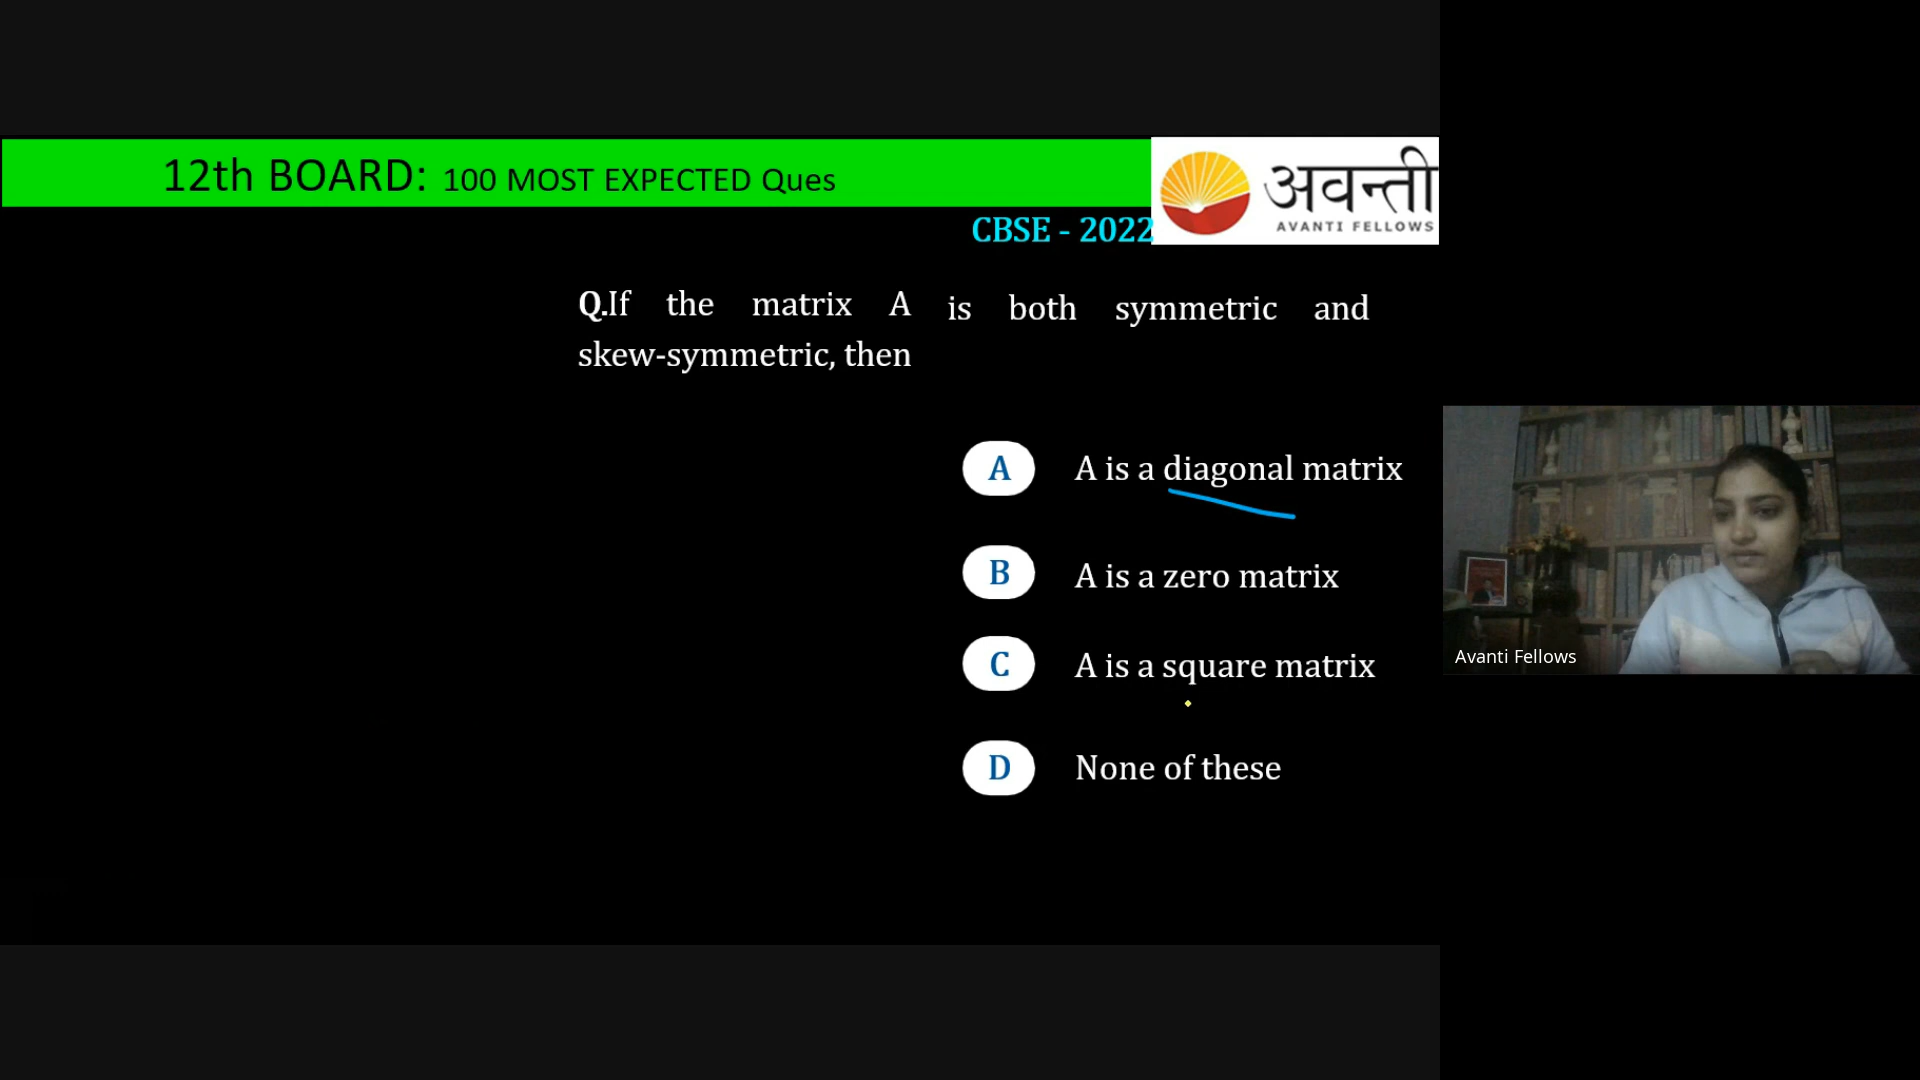 12th BOARD: 100 MOST EXPECTED Ques
अवन्ती
AVANTI FELLOWS
CBSE - 2022
Q.If the matrix A is both symmetric and
skew-symmetric, then
A A is a diagonal matrix
B A is a zero matrix
C A is a square matrix
D None of these
Avanti Fellows